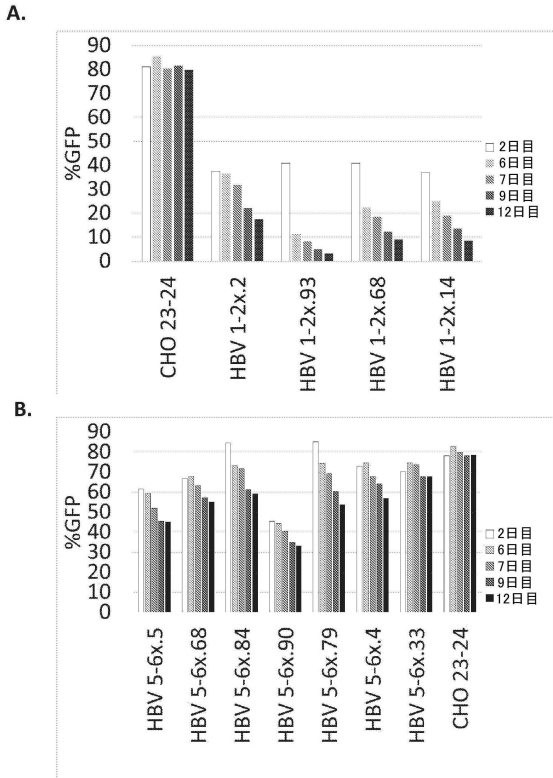 A.
90
80
70
60
50
40
30
20
10
0
%GFP
CHO 23-24
HBV 1-2x.2
HBV 1-2x.93
HBV 1-2x.68
HBV 1-2x.14
2日目
6日目
7日目
9日目
12日目
B.
90
80
70
60
50
40
30
20
10
0
%GFP
HBV 5-6x.5
HBV 5-6x.68
HBV 5-6x.84
HBV 5-6x.90
HBV 5-6x.79
HBV 5-6x.4
HBV 5-6x.33
CHO 23-24
2日目
6日目
7日目
9日目
12日目